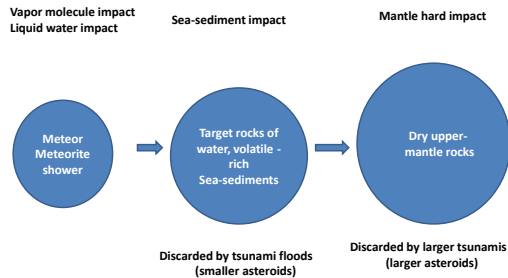 Vapor molecule impact
Liquid water impact
Sea-sediment impact
Mantle hard impact
Meteor
Meteorite
shower
Target rocks of
water, volatile -
rich
Sea-sediments
Dry upper-
mantle rocks
Discarded by tsunami floods
(smaller asteroids)
Discarded by larger tsunamis
(larger asteroids)